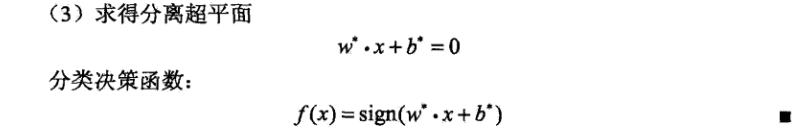 （3）求得分离超平面
w* · x + b* = 0
分类决策函数：
f(x) = sign(w* · x + b*) ■